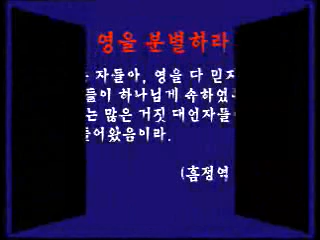 영을 분별하라
자들아, 영을 다 믿지
들이 하나님게 속하였
는 많은 거짓 대언자들
들어왔음이라.
(흠정역